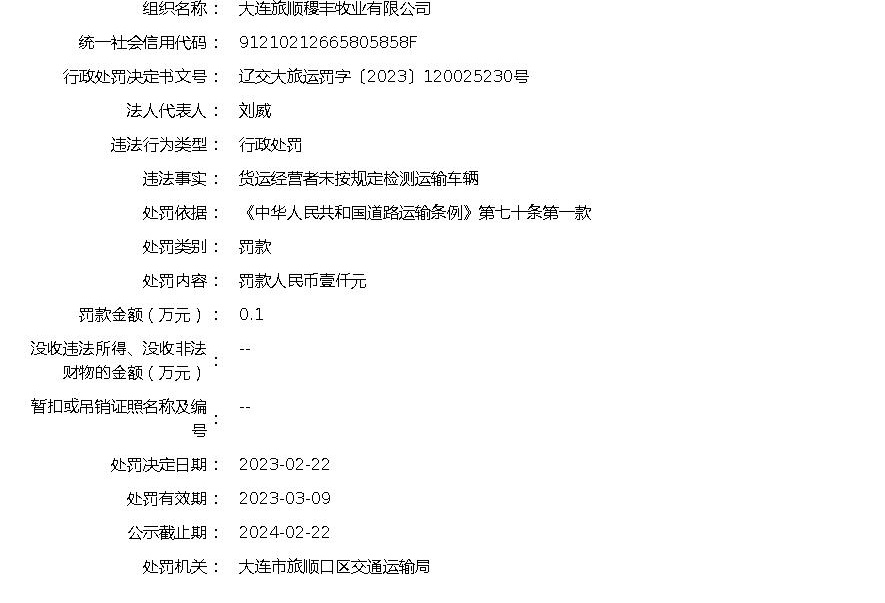 组织名称： 大连旅顺稷丰牧业有限公司
统一社会信用代码： 91210212665805858F
行政处罚决定书文号： 辽交大旅运罚字〔2023〕120025230号
法人代表人： 刘威
违法行为类型： 行政处罚
违法事实： 货运经营者未按规定检测运输车辆
处罚依据： 《中华人民共和国道路运输条例》第七十条第一款
处罚类别： 罚款
处罚内容： 罚款人民币壹仟元
罚款金额（万元）： 0.1
没收违法所得、没收非法
财物的金额（万元）： --
暂扣或吊销证照名称及编
号： --
处罚决定日期： 2023-02-22
处罚有效期： 2023-03-09
公示截止期： 2024-02-22
处罚机关： 大连市旅顺口区交通运输局